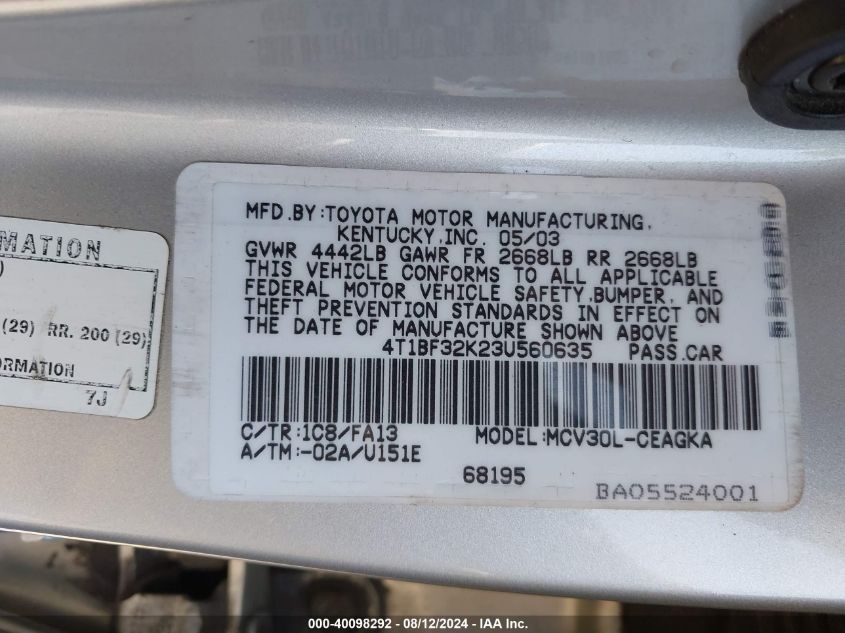 MATION
)
(29) RR. 200 (29)
ORMATION
7J
MFD.BY:TOYOTA MOTOR MANUFACTURING,
KENTUCKY,INC. 05/03
GVWR 4442LB GAWR FR 2668LB RR 2668LB
THIS VEHICLE CONFORMS TO ALL APPLICABLE
FEDERAL MOTOR VEHICLE SAFETY,BUMPER, AND
THEFT PREVENTION STANDARDS IN EFFECT ON
THE DATE OF MANUFACTURE SHOWN ABOVE
4T1BF32K23U560635 PASS.CAR
C/TR:1C8/FA13 MODEL:MCV30L-CEAGKA
A/TM:-02A/U151E
68195
BA05524001
000-40098292 - 08/12/2024 - IAA Inc.